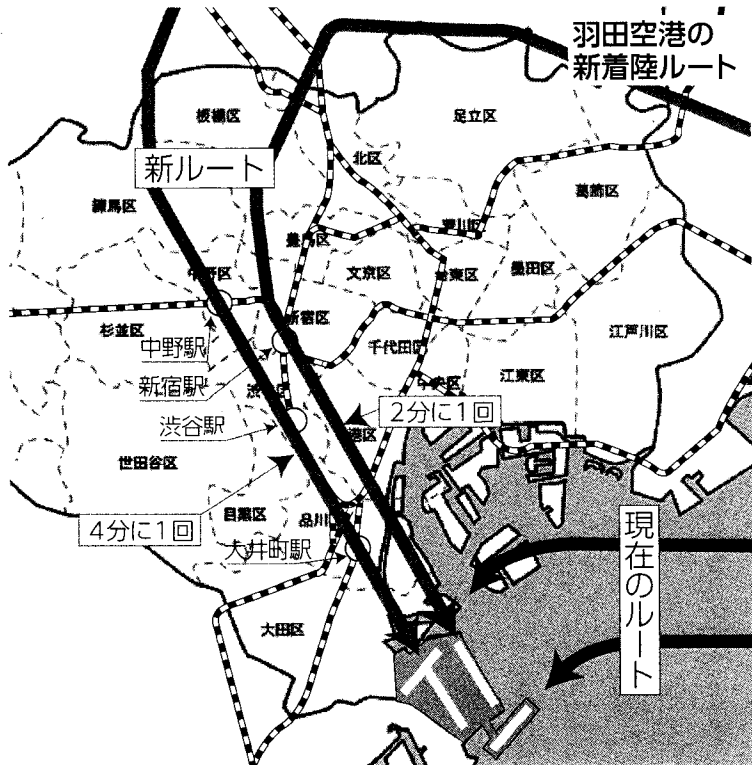 羽田空港の
新着陸ルート
板橋区
足立区
北区
新ルート
葛飾区
練馬区
荒川区
豊島区
文京区
台東区
墨田区
中野区
杉並区
新宿区
江戸川区
中野駅
千代田区
新宿駅
中央区
江東区
渋谷駅
2分に1回
港区
世田谷区
目黒区
品川
4分に1回
大井町駅
現在のルート
大田区